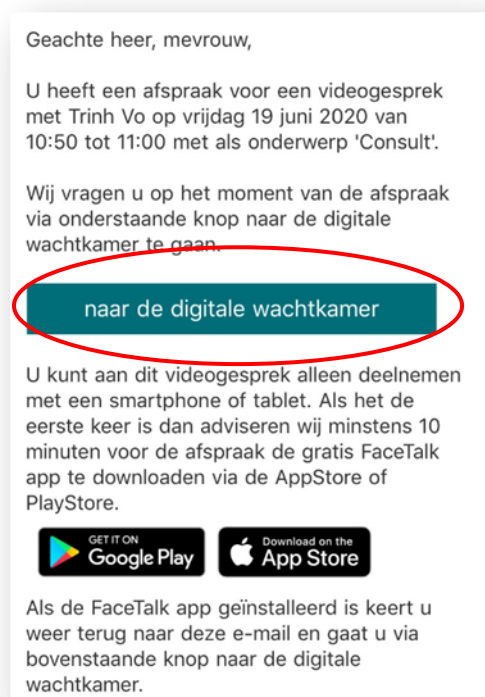 Geachte heer, mevrouw,
U heeft een afspraak voor een videogesprek
met Trinh Vo op vrijdag 19 juni 2020 van
10:50 tot 11:00 met als onderwerp 'Consult'.
Wij vragen u op het moment van de afspraak
via onderstaande knop naar de digitale
wachtkamer te gaan.
naar de digitale wachtkamer
U kunt aan dit videogesprek alleen deelnemen
met een smartphone of tablet. Als het de
eerste keer is dan adviseren wij minstens 10
minuten voor de afspraak de gratis FaceTalk
app te downloaden via de AppStore of
PlayStore.
GET IT ON
Google Play
Download on the
App Store
Als de FaceTalk app geïnstalleerd is keert u
weer terug naar deze e-mail en gaat u via
bovenstaande knop naar de digitale
wachtkamer.